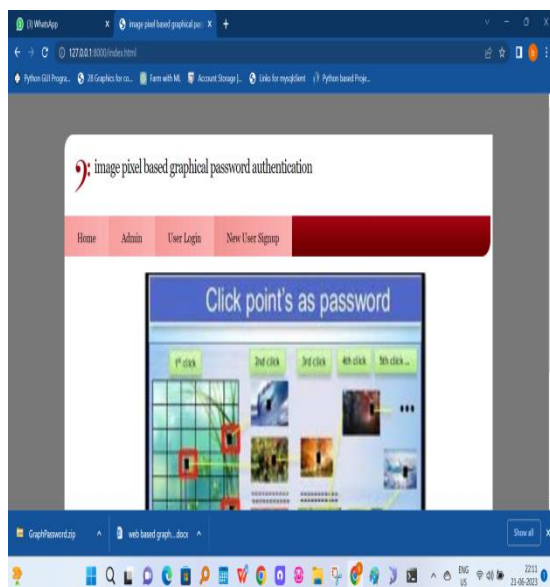 (3) WhatsApp
image pixel based graphical pas
127.0.0.1:8000/index.html
Python GUI Progra...
28 Graphics for co...
Farm with ML
Account Storage |...
Links for mysqlclient
Python based Proje...
image pixel based graphical password authentication
Home
Admin
User Login
New User Signup
Click point's as password
1st click
2nd click
3rd click
4th click
5th click ...
GraphPassword.zip
web based graph....docx
Show all
ENG
US
22:11
21-06-2023